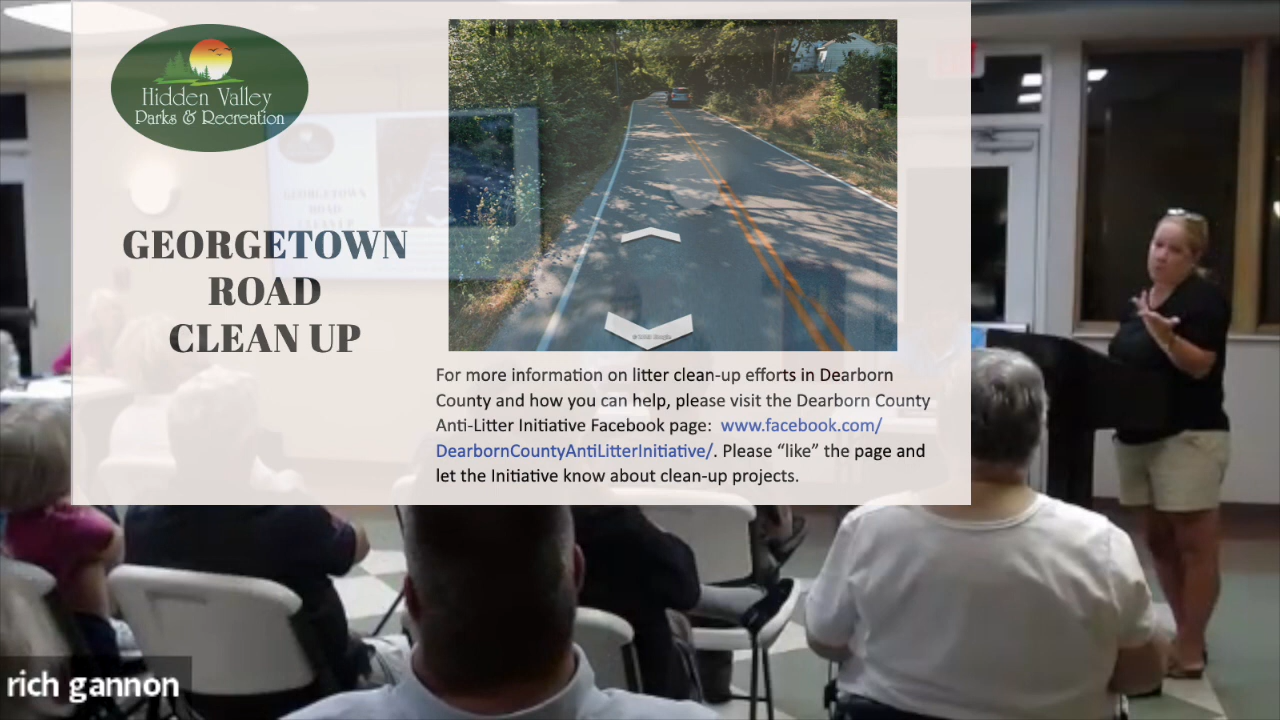 Hidden Valley
Parks & Recreation
GEORGETOWN
ROAD
CLEAN UP
For more information on litter clean-up efforts in Dearborn
County and how you can help, please visit the Dearborn County
Anti-Litter Initiative Facebook page:  www.facebook.com/
DearbornCountyAntiLitterInitiative/. Please “like” the page and
let the Initiative know about clean-up projects.
rich gannon